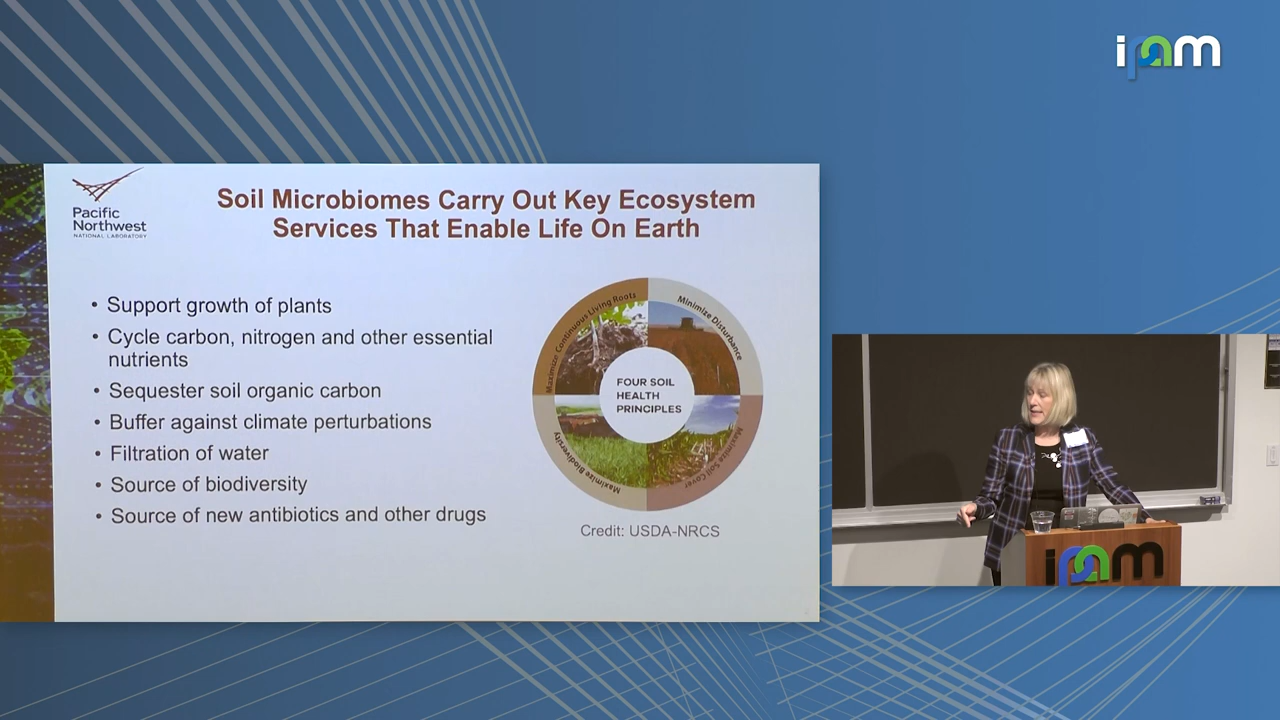 ipam
Pacific
Northwest
NATIONAL LABORATORY
Soil Microbiomes Carry Out Key Ecosystem
Services That Enable Life On Earth
• Support growth of plants
• Cycle carbon, nitrogen and other essential
nutrients
• Sequester soil organic carbon
• Buffer against climate perturbations
• Filtration of water
• Source of biodiversity
• Source of new antibiotics and other drugs
Maximize Continuous Living Roots
Minimize Disturbance
FOUR SOIL
HEALTH
PRINCIPLES
Maximize Biodiversity
Maximize Soil Cover
Credit: USDA-NRCS
ipam